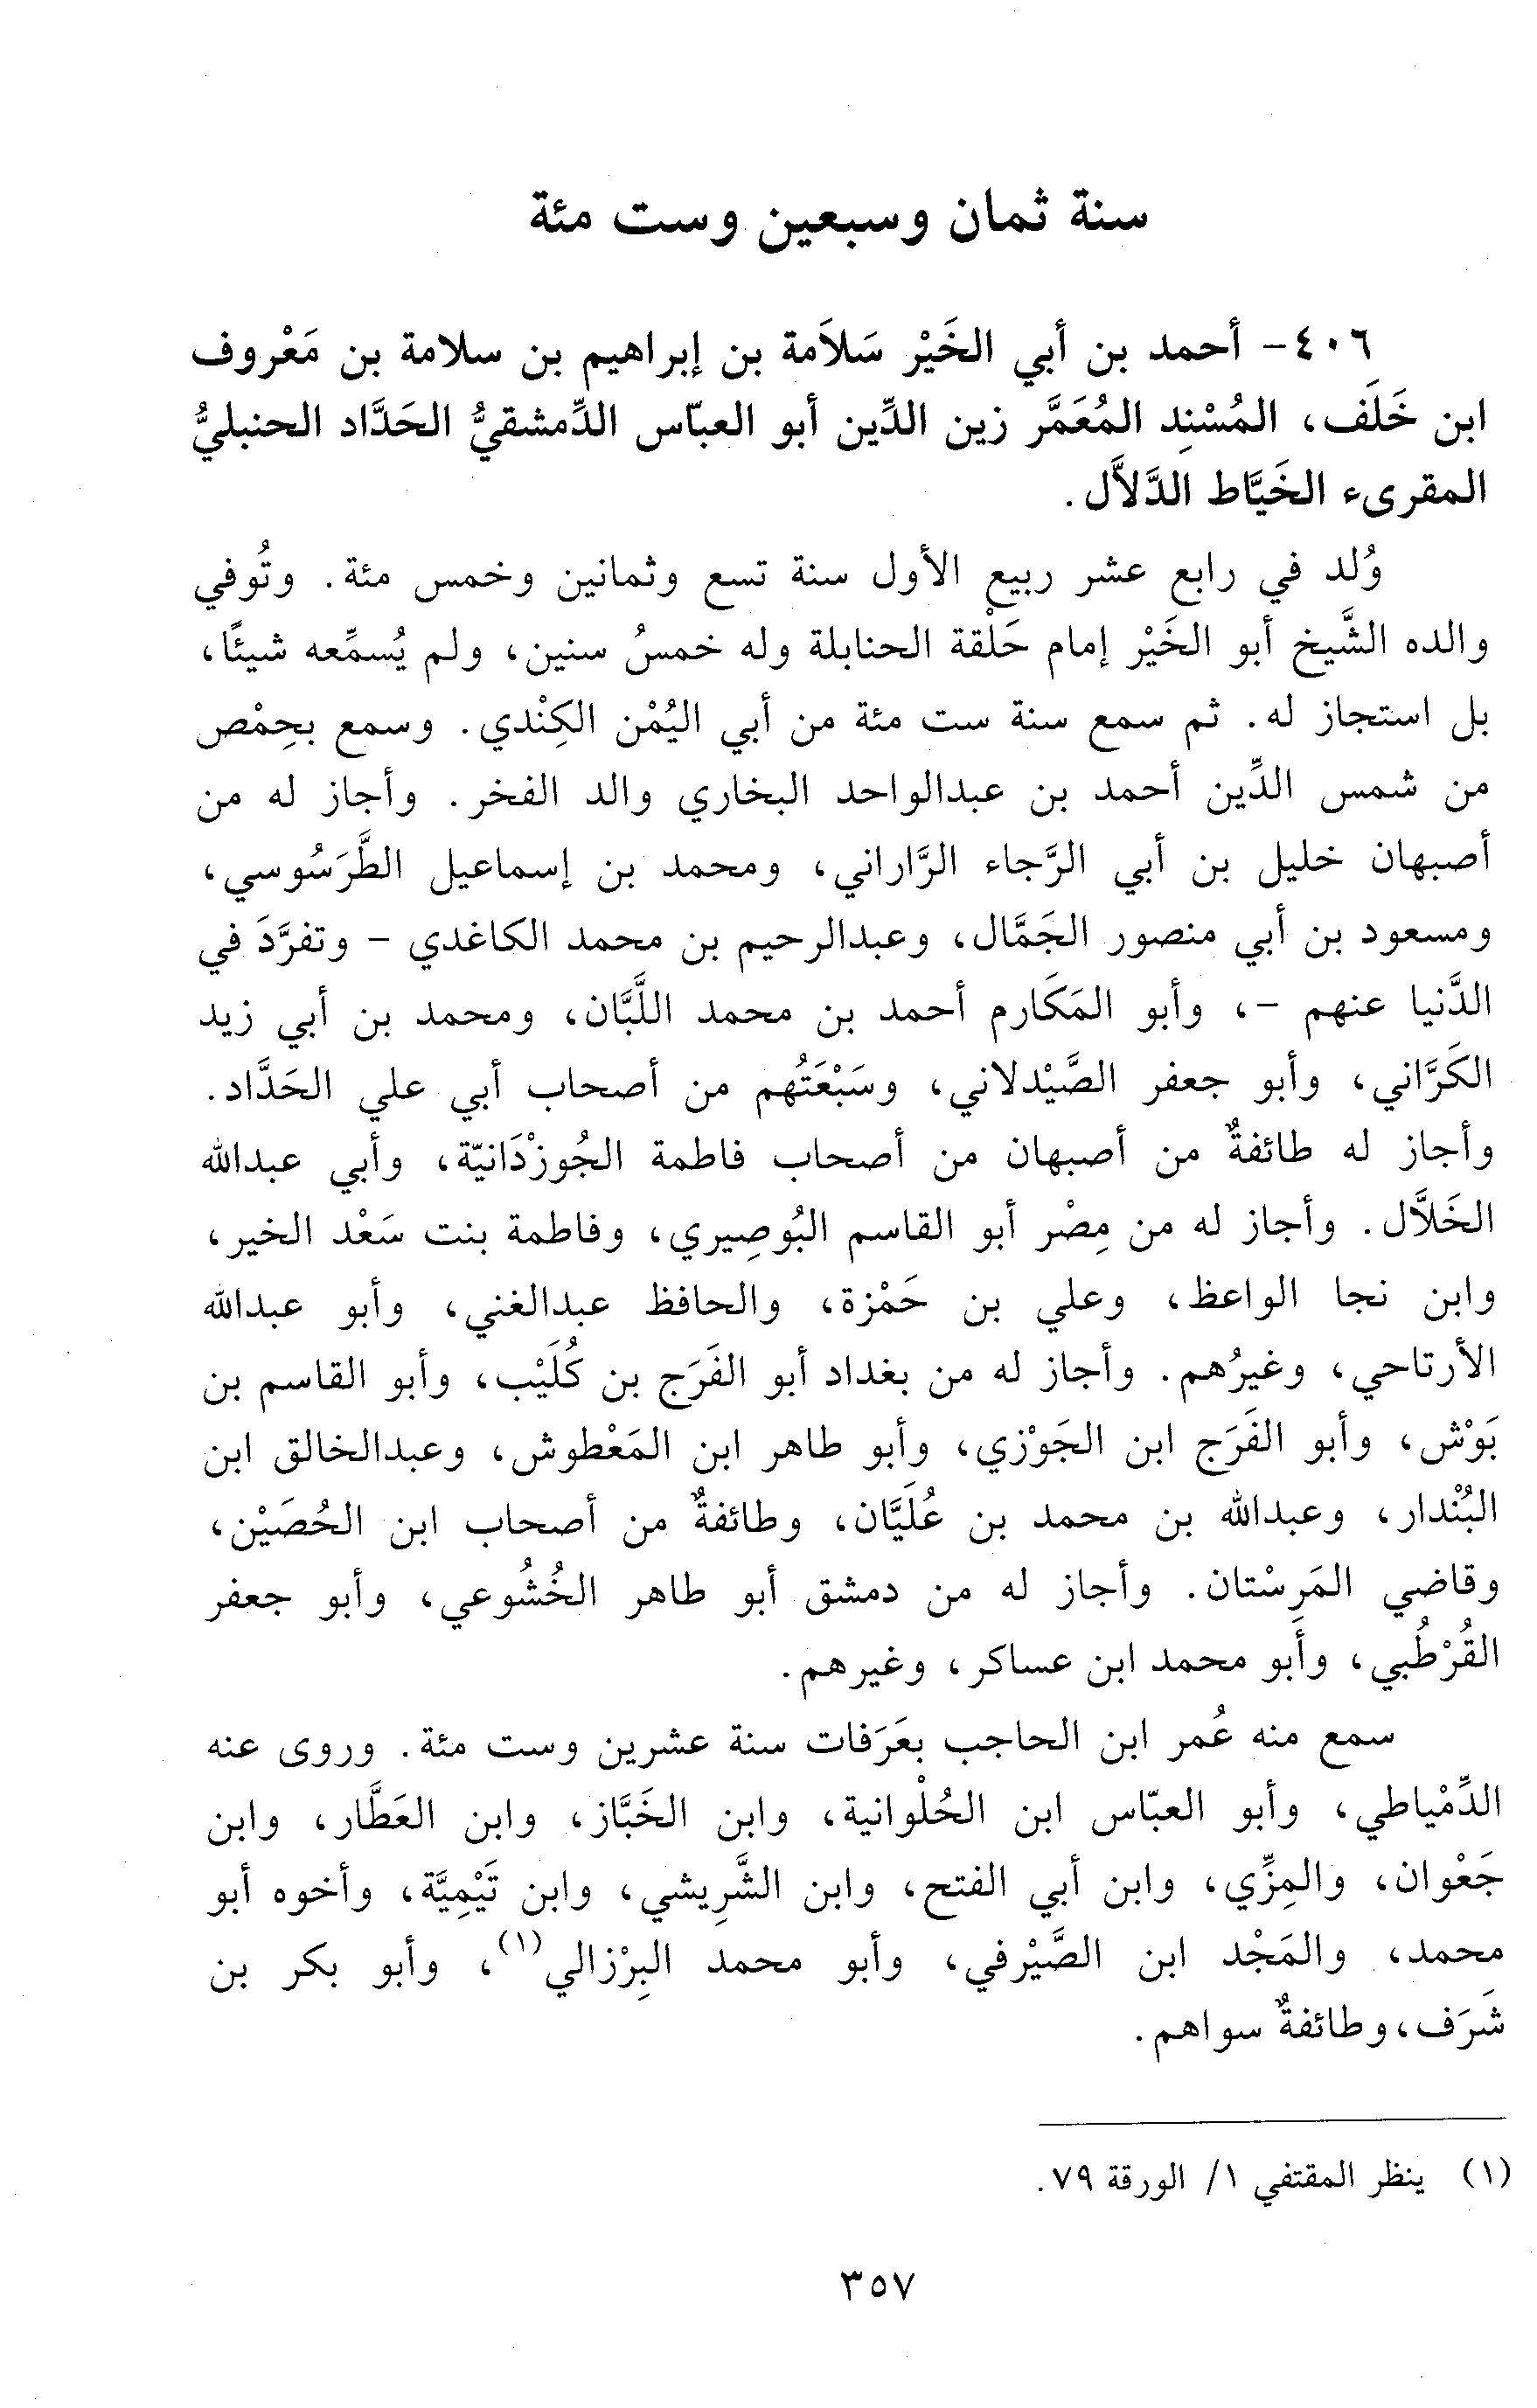 سنة ثمان وسبعين وست مئة
٤٠٦- أحمد بن أبي الخَيْر سَلاَمة بن إبراهيم بن سلامة بن مَعْروف
ابن خَلَف، المُسْنِد المُعَمَّر زين الدِّين أبو العبّاس الدِّمشقيُّ الحَدَّاد الحنبليُّ
المقرىء الخَيَّاط الدَّلاَّل.
وُلد في رابع عشر ربيع الأول سنة تسع وثمانين وخمس مئة. وتُوفي
والده الشَّيخ أبو الخَيْر إمام حَلْقة الحنابلة وله خمسُ سنين، ولم يُسمِّعه شيئًا،
بل استجاز له. ثم سمع سنة ست مئة من أبي اليُمْن الكِنْدي. وسمع بحِمْص
من شمس الدِّين أحمد بن عبدالواحد البخاري والد الفخر. وأجاز له من
أصبهان خليل بن أبي الرَّجاء الرَّاراني، ومحمد بن إسماعيل الطَّرَسُوسي،
ومسعود بن أبي منصور الجَمَّال، وعبدالرحيم بن محمد الكاغدي - وتفرَّدَ في
الدَّنيا عنهم -، وأبو المَكَارم أحمد بن محمد اللَّبَّان، ومحمد بن أبي زيد
الكَرَّاني، وأبو جعفر الصَّيْدلاني، وسَبْعَتُهم من أصحاب أبي علي الحَدَّاد.
وأجاز له طائفةٌ من أصبهان من أصحاب فاطمة الجُوزْدَانيّة، وأبي عبدالله
الخَلاَّل. وأجاز له من مِصْر أبو القاسم البُوصِيري، وفاطمة بنت سَعْد الخير،
وابن نجا الواعظ، وعلي بن حَمْزة، والحافظ عبدالغني، وأبو عبدالله
الأرتاحي، وغيرُهم. وأجاز له من بغداد أبو الفَرَج بن كُلَيْب، وأبو القاسم بن
بَوْش، وأبو الفَرَج ابن الجَوْزي، وأبو طاهر ابن المَعْطوش، وعبدالخالق ابن
البُنْدار، وعبدالله بن محمد بن عُلَيَّان، وطائفةٌ من أصحاب ابن الحُصَيْن،
وقاضي المَرِسْتان. وأجاز له من دمشق أبو طاهر الخُشُوعي، وأبو جعفر
القُرْطُبي، وأبو محمد ابن عساكر، وغيرهم.
سمع منه عُمر ابن الحاجب بعَرَفات سنة عشرين وست مئة. وروى عنه
الدِّمْياطي، وأبو العبّاس ابن الحُلْوانية، وابن الخَبَّاز، وابن العَطَّار، وابن
جَعْوان، والمِزِّي، وابن أبي الفتح، وابن الشَّرِيشي، وابن تَيْمِيَّة، وأخوه أبو
محمد، والمَجْد ابن الصَّيْرفي، وأبو محمد البِرْزالي(١)، وأبو بكر بن
شَرَف، وطائفةٌ سواهم.
(١) ينظر المقتفي ١/ الورقة ٧٩.
٣٥٧